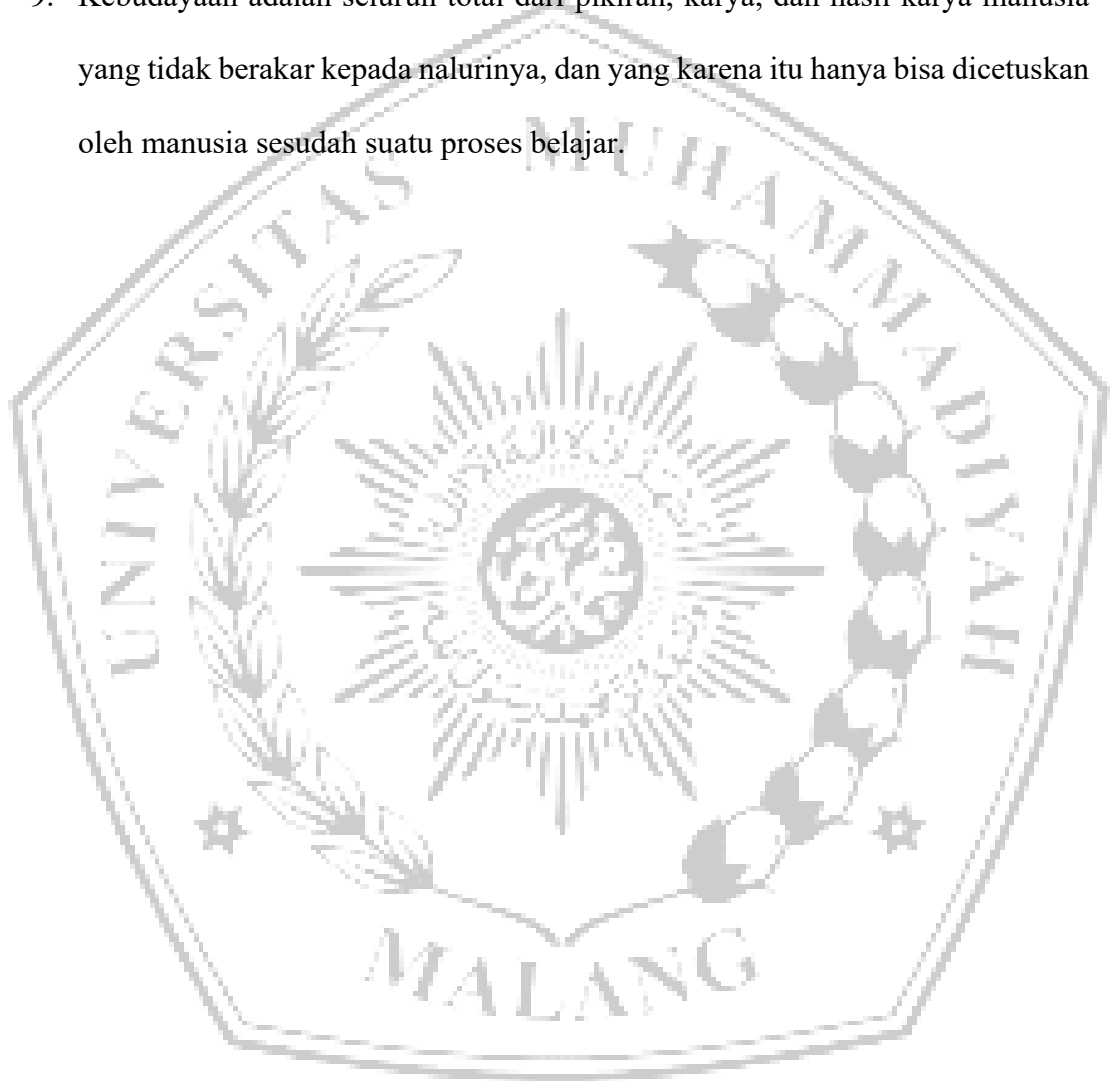 9. Kebudayaan adalah seluruh total dari pikiran, karya, dan hasil karya manusia
yang tidak berakar kepada nalurinya, dan yang karena itu hanya bisa dicetuskan
oleh manusia sesudah suatu proses belajar.
UNIVERSITAS MUHAMMADIYAH
MALANG